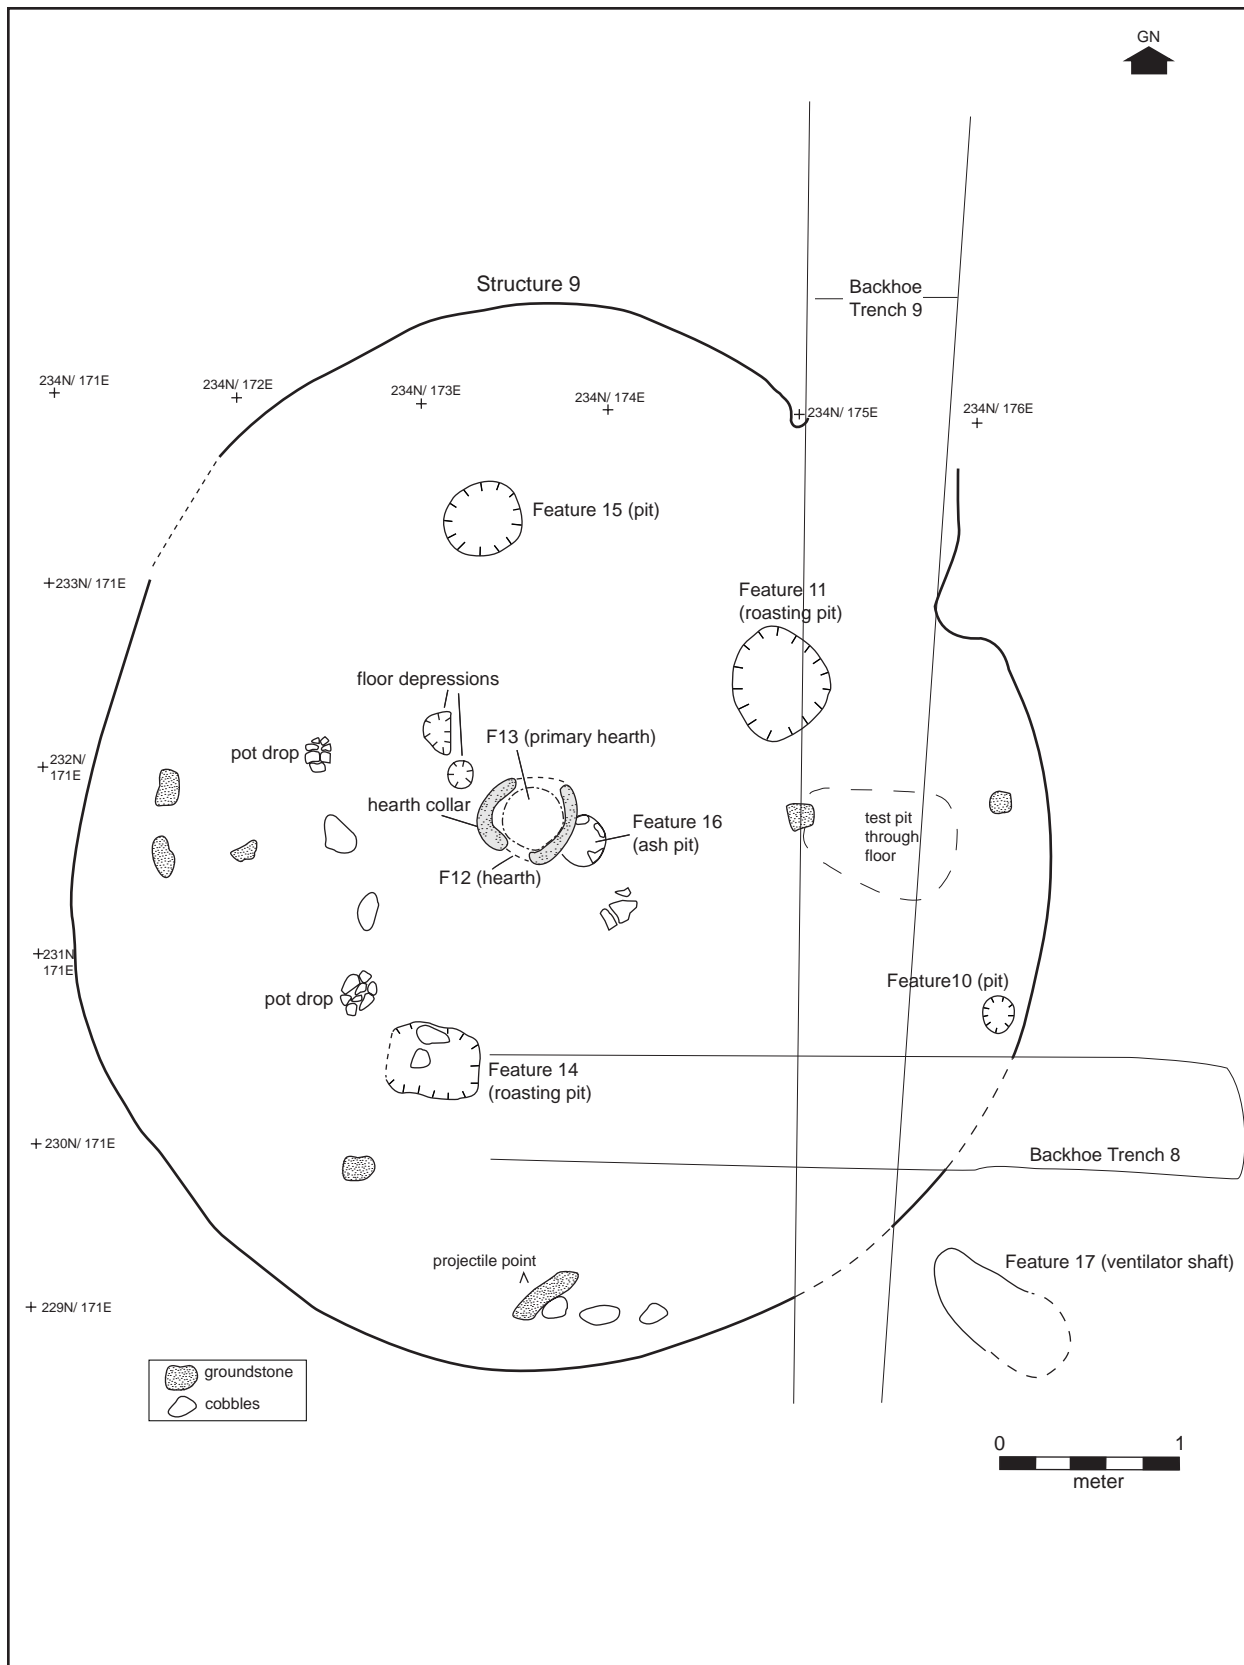 GN
Structure 9
Backhoe
Trench 9
234N/ 171E
234N/ 172E
234N/ 173E
234N/ 174E
234N/ 175E
234N/ 176E
Feature 15 (pit)
233N/ 171E
Feature 11
(roasting pit)
floor depressions
F13 (primary hearth)
pot drop
232N/
171E
hearth collar
Feature 16
(ash pit)
test pit
through
floor
F12 (hearth)
231N
171E
Feature10 (pit)
pot drop
Feature 14
(roasting pit)
230N/ 171E
Backhoe Trench 8
projectile point
Feature 17 (ventilator shaft)
229N/ 171E
groundstone
cobbles
0 1
meter